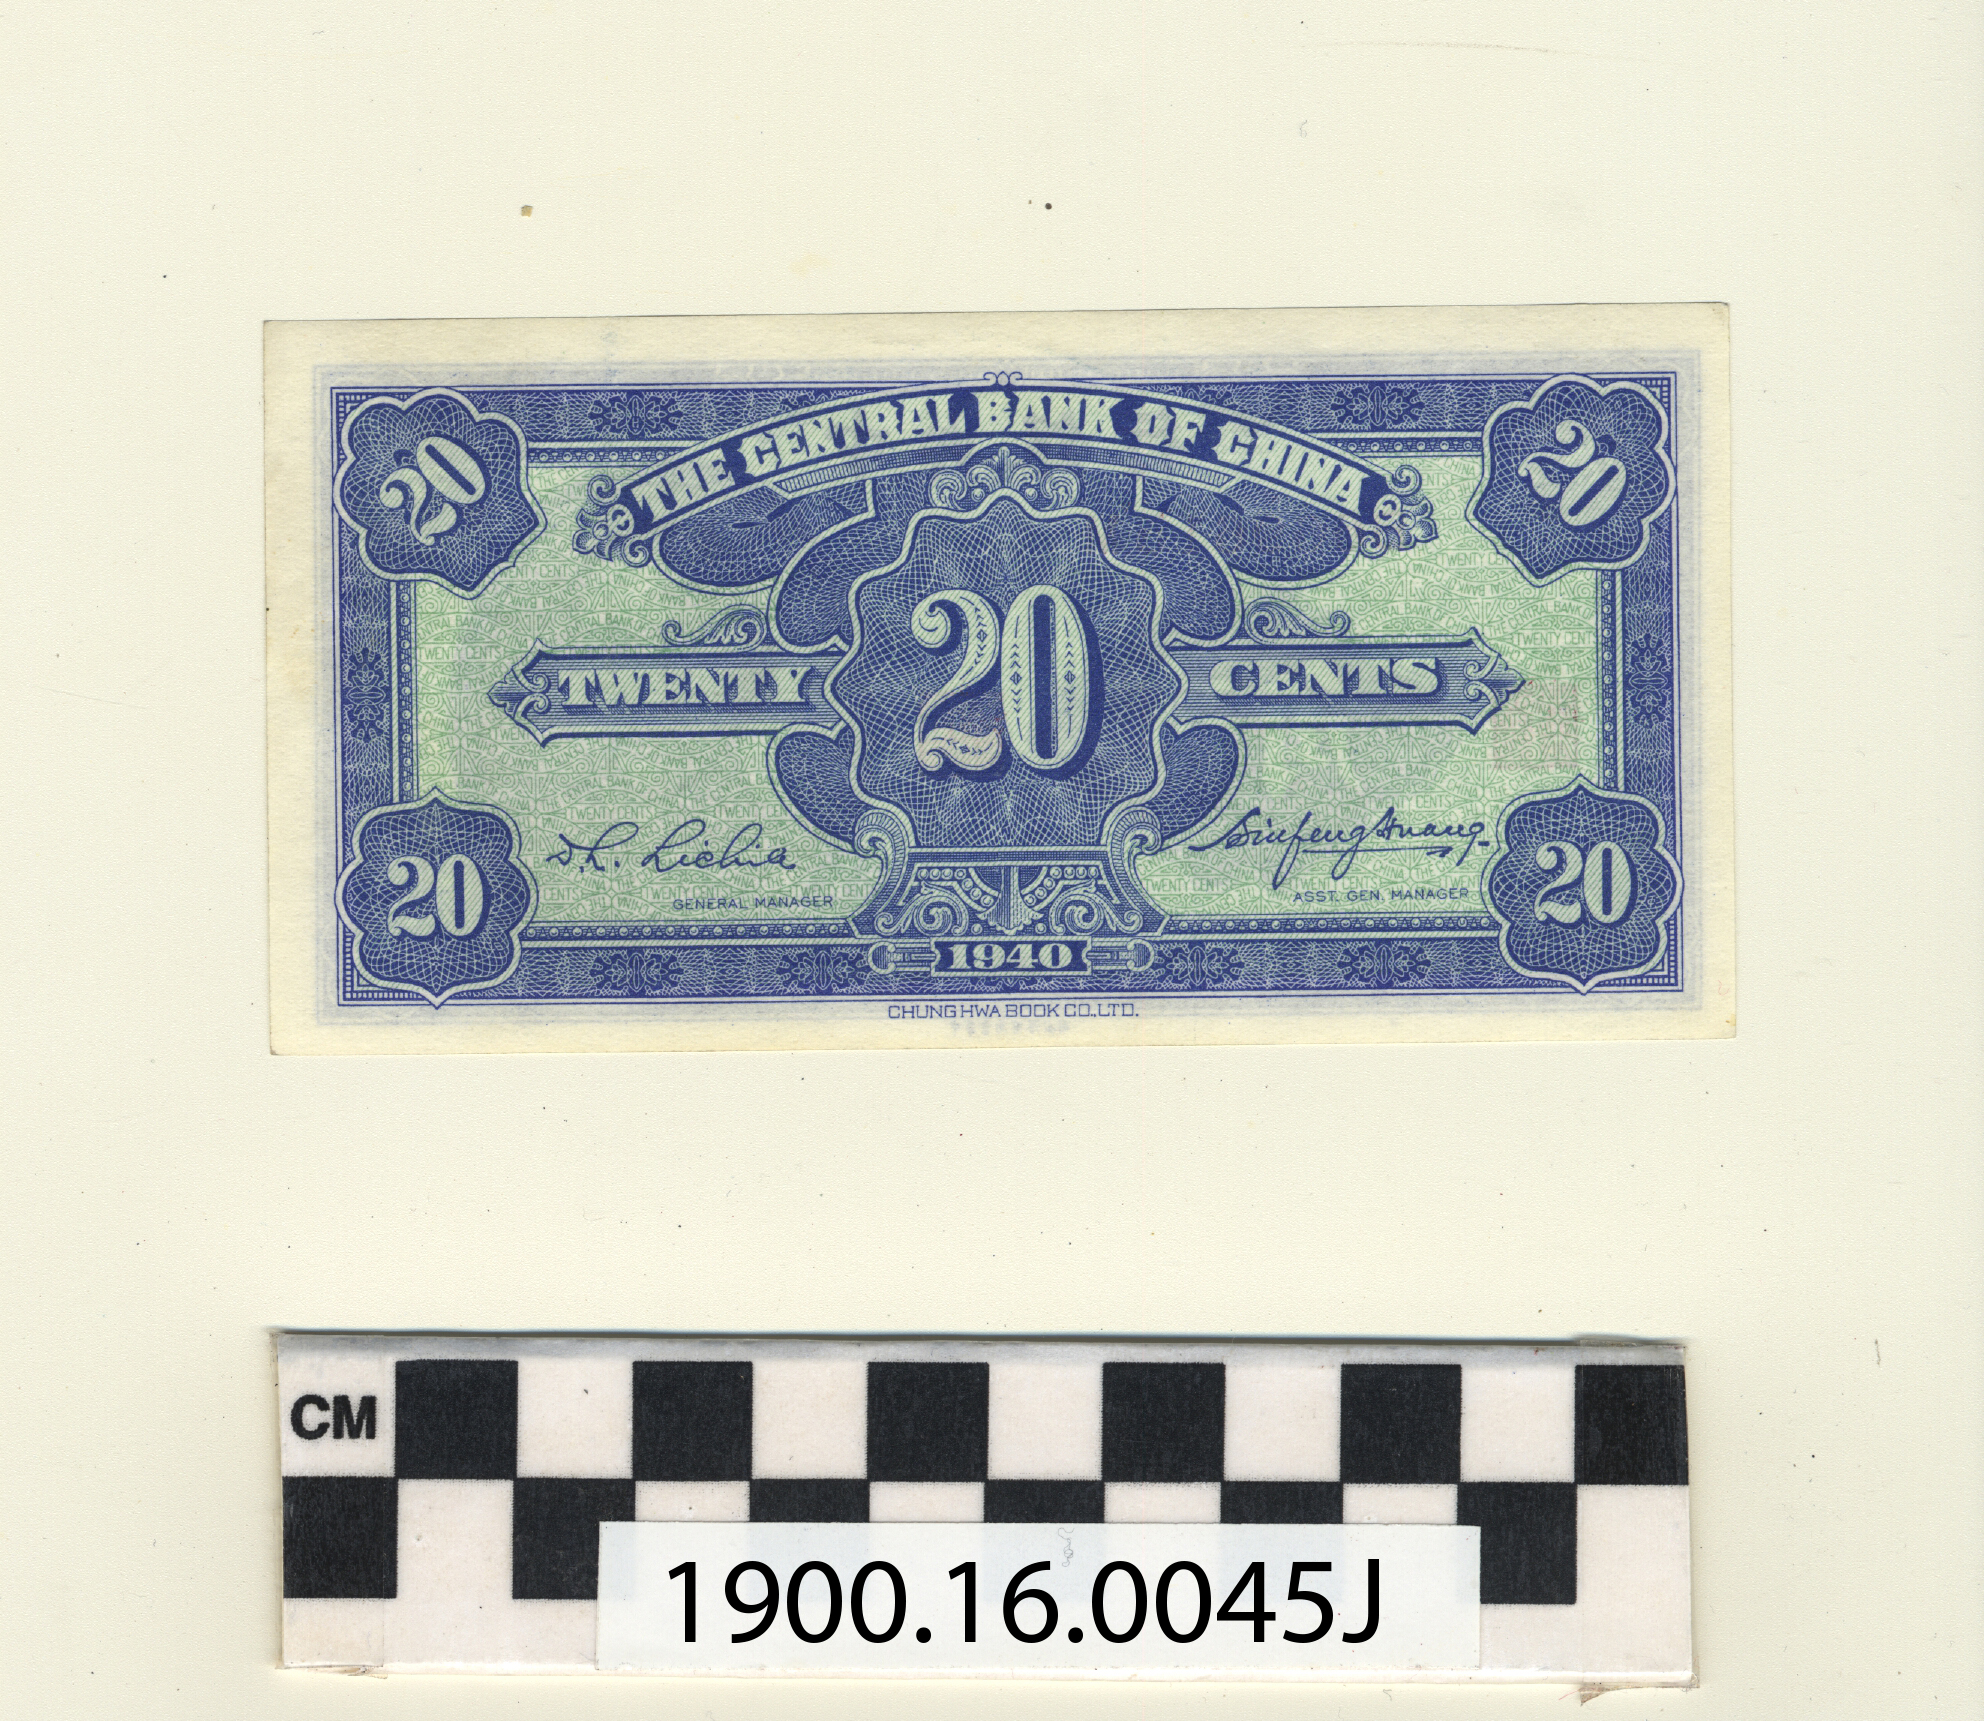 THE CENTRAL BANK OF CHINA
20
20
20
TWENTY
CENTS
GENERAL MANAGER
ASST. GEN. MANAGER
20
20
1940
CHUNG HWA BOOK CO., LTD.
CM
1900.16.0045J